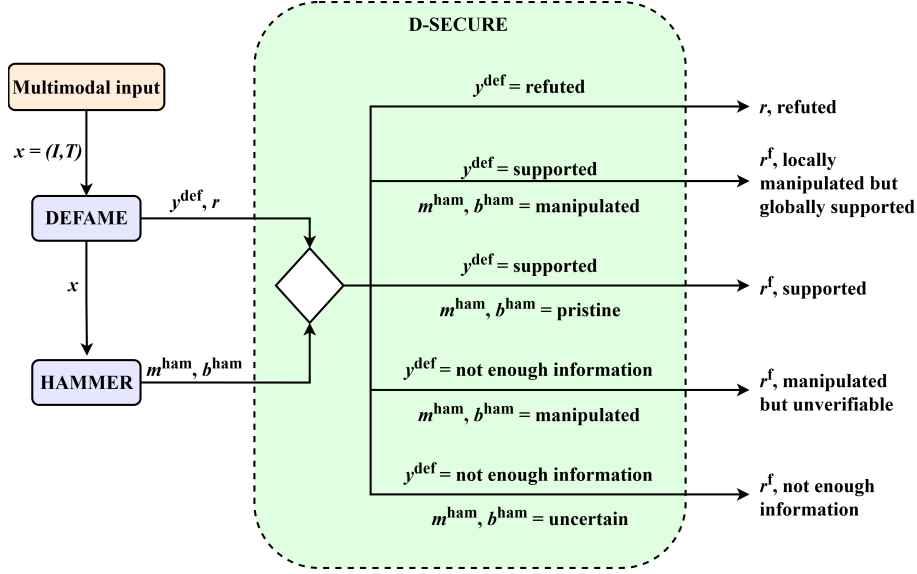 D-SECURE
Multimodal input
x = (I,T)
DEFAME
y^def, r
x
HAMMER
m^ham, b^ham
y^def = refuted
r, refuted
y^def = supported
m^ham, b^ham = manipulated
r^f, locally
manipulated but
globally supported
y^def = supported
m^ham, b^ham = pristine
r^f, supported
y^def = not enough information
m^ham, b^ham = manipulated
r^f, manipulated
but unverifiable
y^def = not enough information
m^ham, b^ham = uncertain
r^f, not enough
information